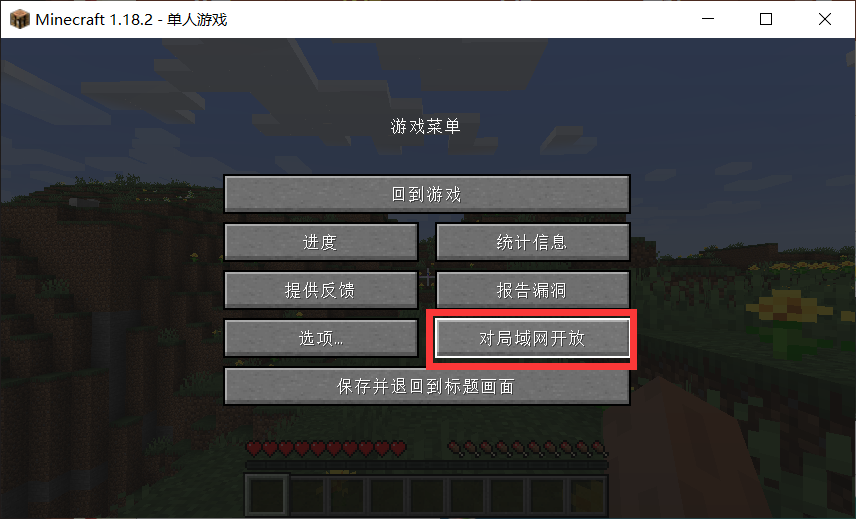 Minecraft 1.18.2 - 单人游戏
游戏菜单
回到游戏
进度
统计信息
提供反馈
报告漏洞
选项...
对局域网开放
保存并退回到标题画面